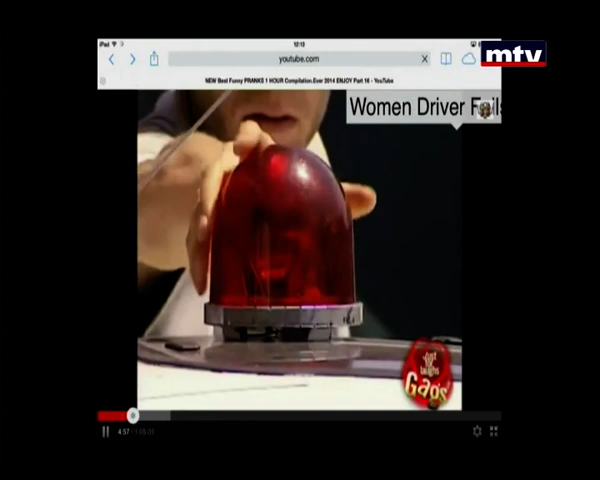 iPad
12:13
youtube.com
X
mtv
NEW Best Funny PRANKS 1 HOUR Compilation.Ever 2014 ENJOY Part 16 - YouTube
Women Driver Fails
just for laughs
Gags
4:57